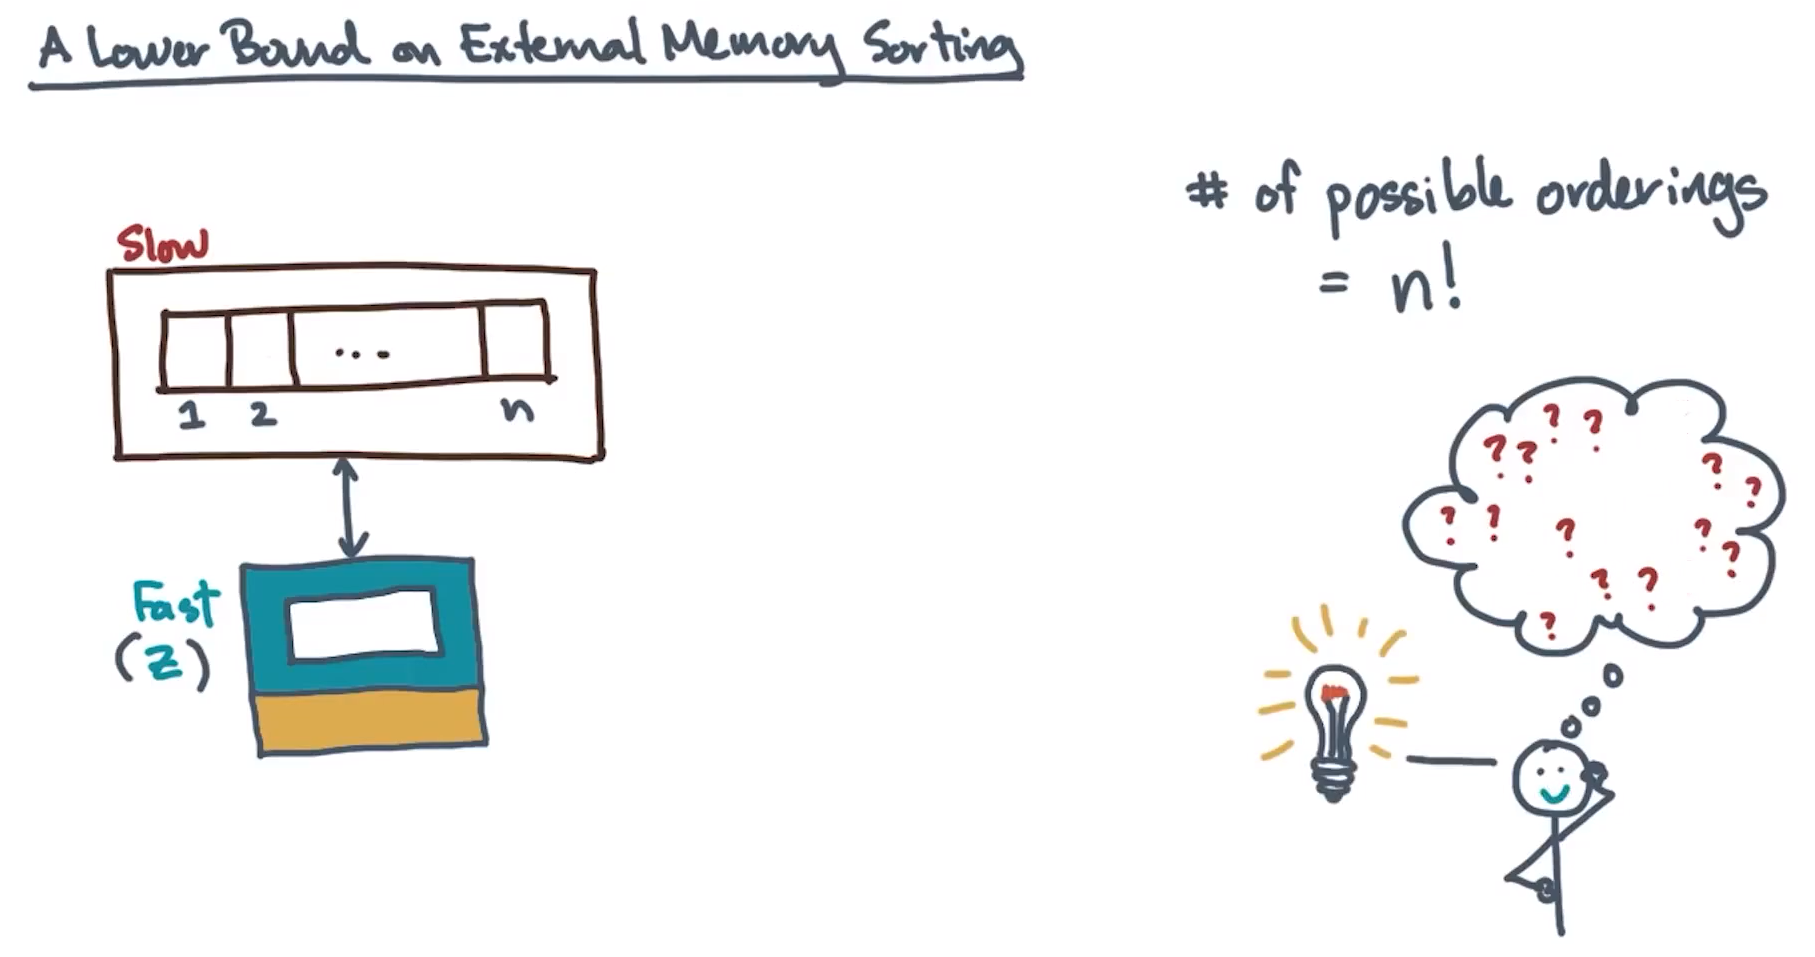 A Lower Bound on External Memory Sorting
# of possible orderings
= n!
Slow
...
1 2 n
Fast
(Z)
? ?
? ?
? ?
? ? ? ? ?
? ?
?